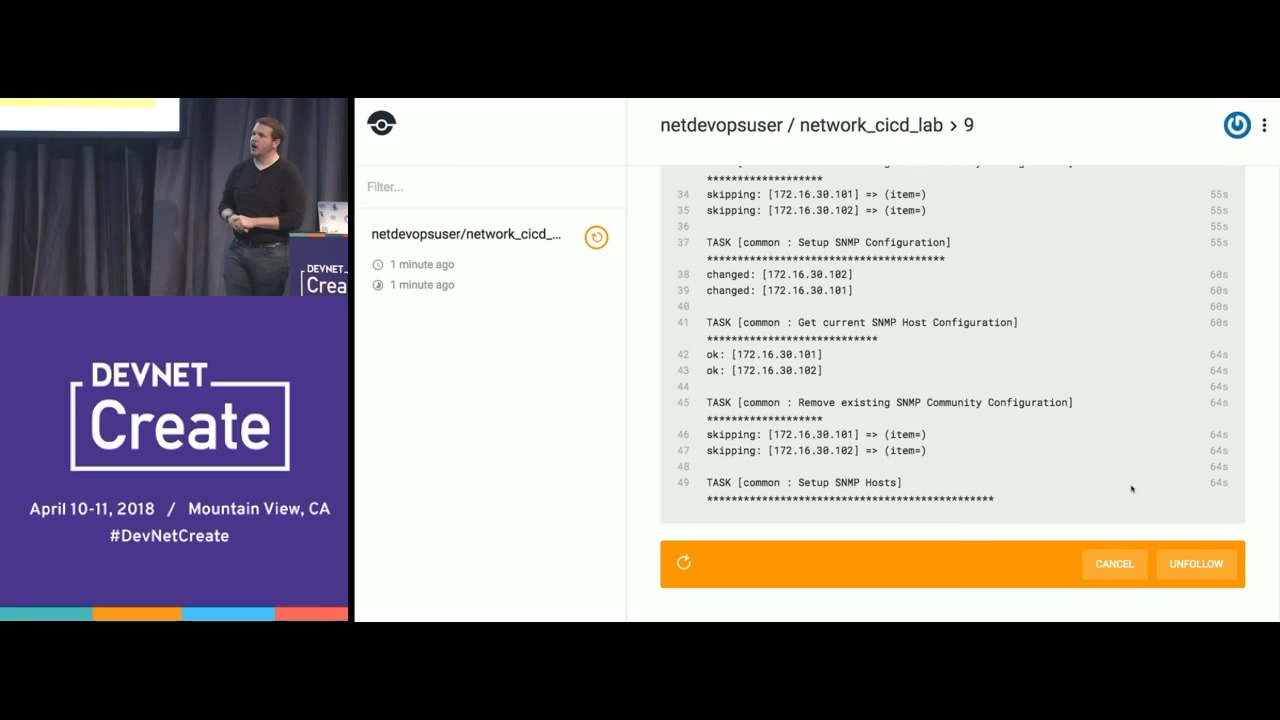 DEVNET
Crea
DEVNET
Create
April 10-11, 2018 / Mountain View, CA
#DevNetCreate
Filter...
netdevopsuser/network_cicd_...
1 minute ago
1 minute ago
netdevopsuser / network_cicd_lab › 9
*******************
34 skipping: [172.16.30.101] => (item=) 55s
35 skipping: [172.16.30.102] => (item=) 55s
36 55s
37 TASK [common : Setup SNMP Configuration] 55s
***************************************
38 changed: [172.16.30.102] 60s
39 changed: [172.16.30.101] 60s
40 60s
41 TASK [common : Get current SNMP Host Configuration] 60s
****************************
42 ok: [172.16.30.101] 64s
43 ok: [172.16.30.102] 64s
44 64s
45 TASK [common : Remove existing SNMP Community Configuration] 64s
*******************
46 skipping: [172.16.30.101] => (item=) 64s
47 skipping: [172.16.30.102] => (item=) 64s
48 64s
49 TASK [common : Setup SNMP Hosts] 64s
***********************************************
CANCEL UNFOLLOW